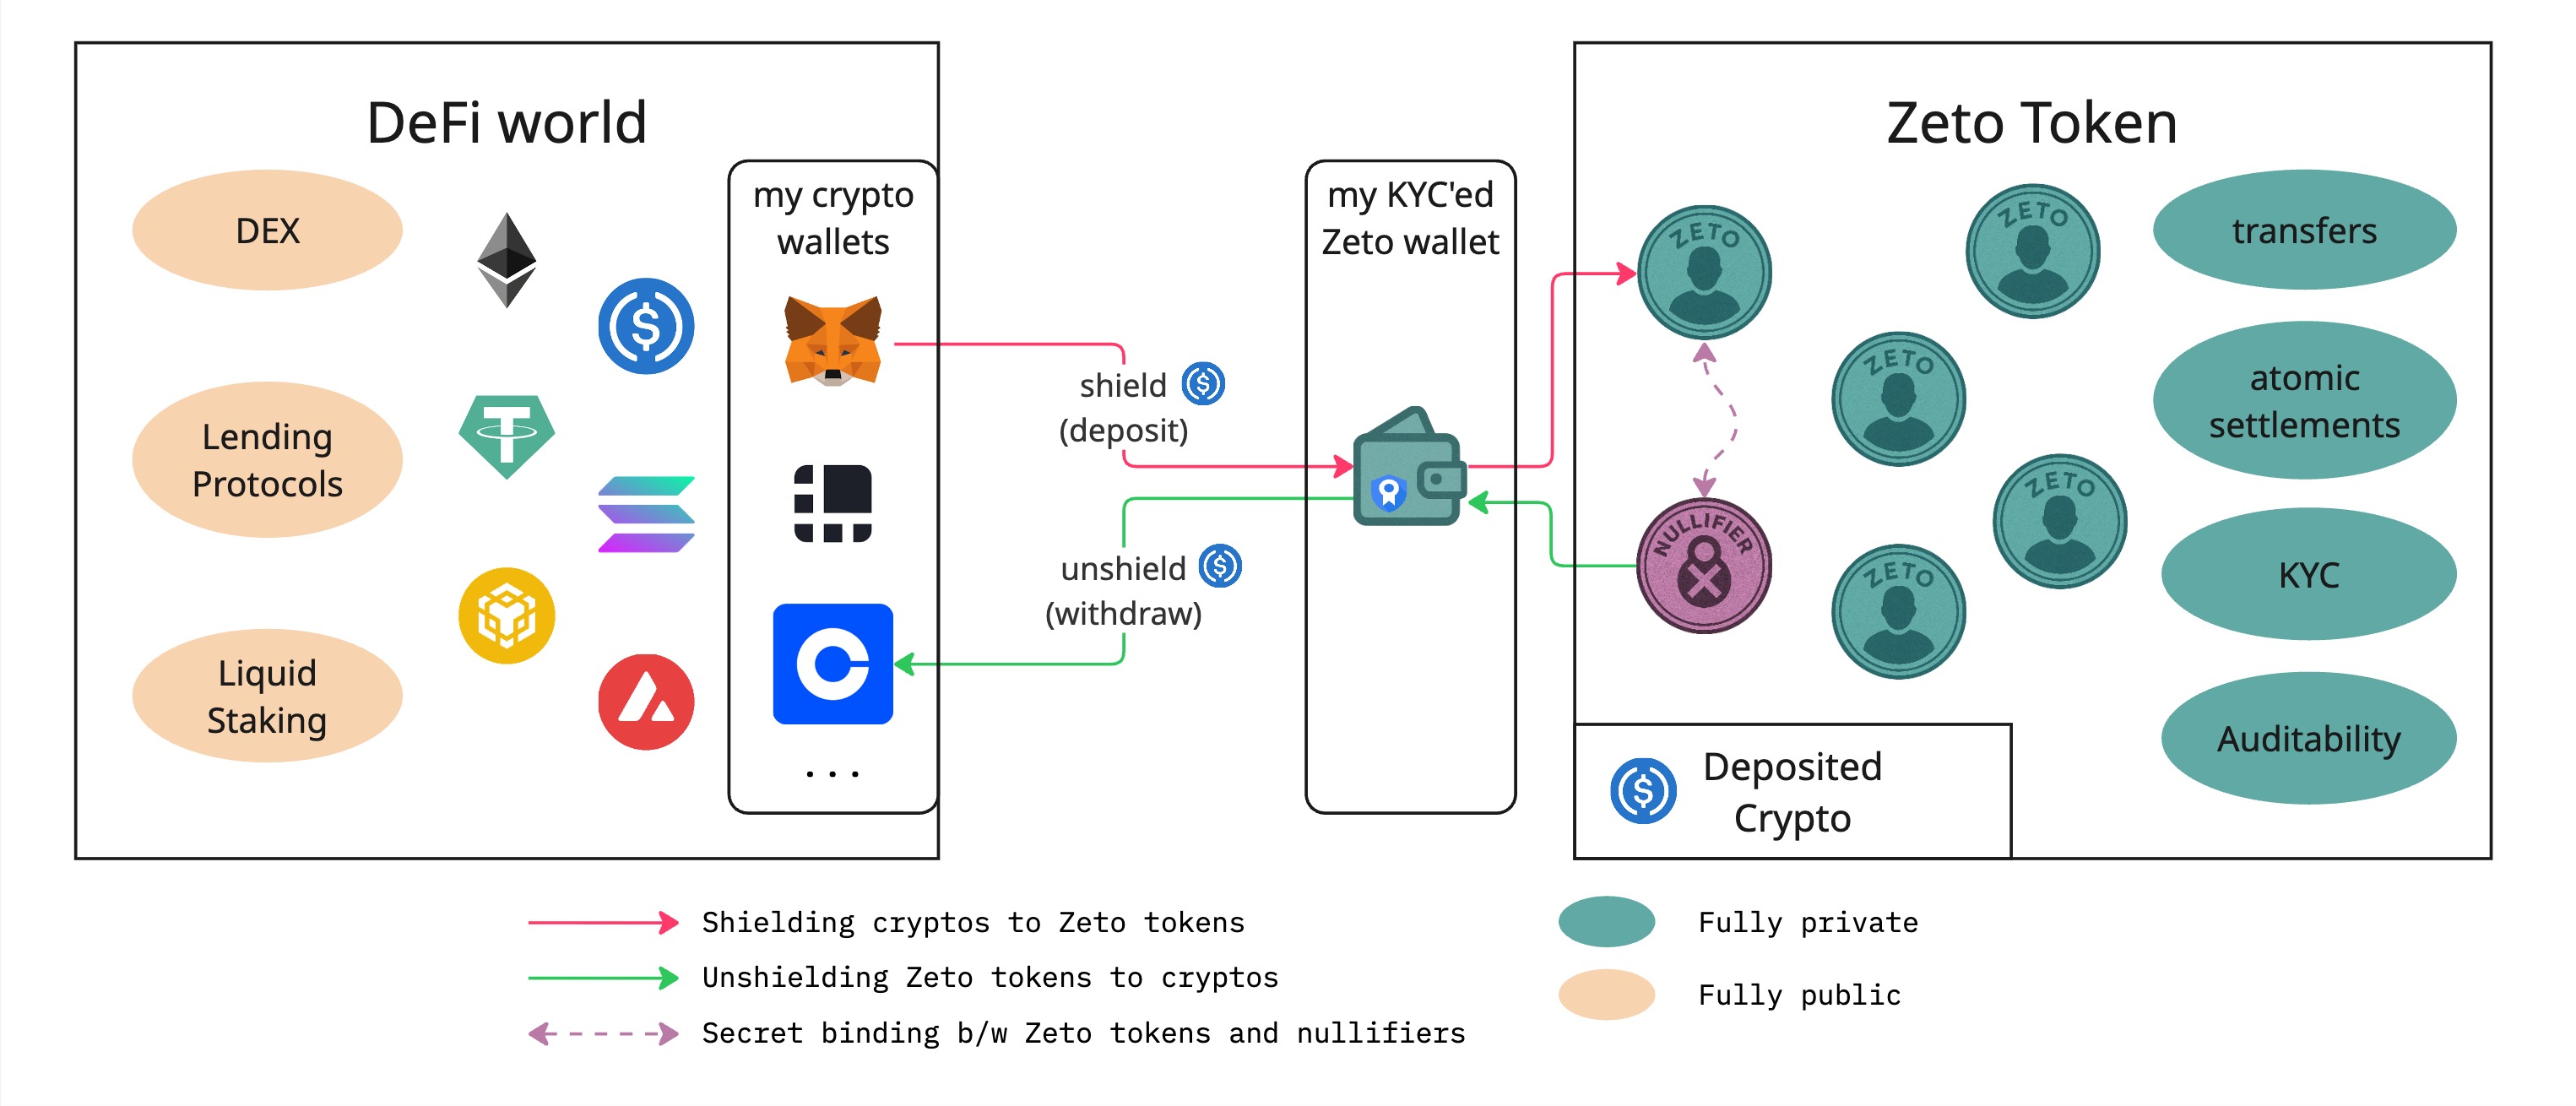 DeFi world
DEX
Lending
Protocols
Liquid
Staking
my crypto
wallets
...
shield
(deposit)
unshield
(withdraw)
my KYC'ed
Zeto wallet
Zeto Token
ZETO
ZETO
ZETO
ZETO
ZETO
NULLIFIER
transfers
atomic
settlements
KYC
Auditability
Deposited
Crypto
Shielding cryptos to Zeto tokens
Unshielding Zeto tokens to cryptos
Secret binding b/w Zeto tokens and nullifiers
Fully private
Fully public